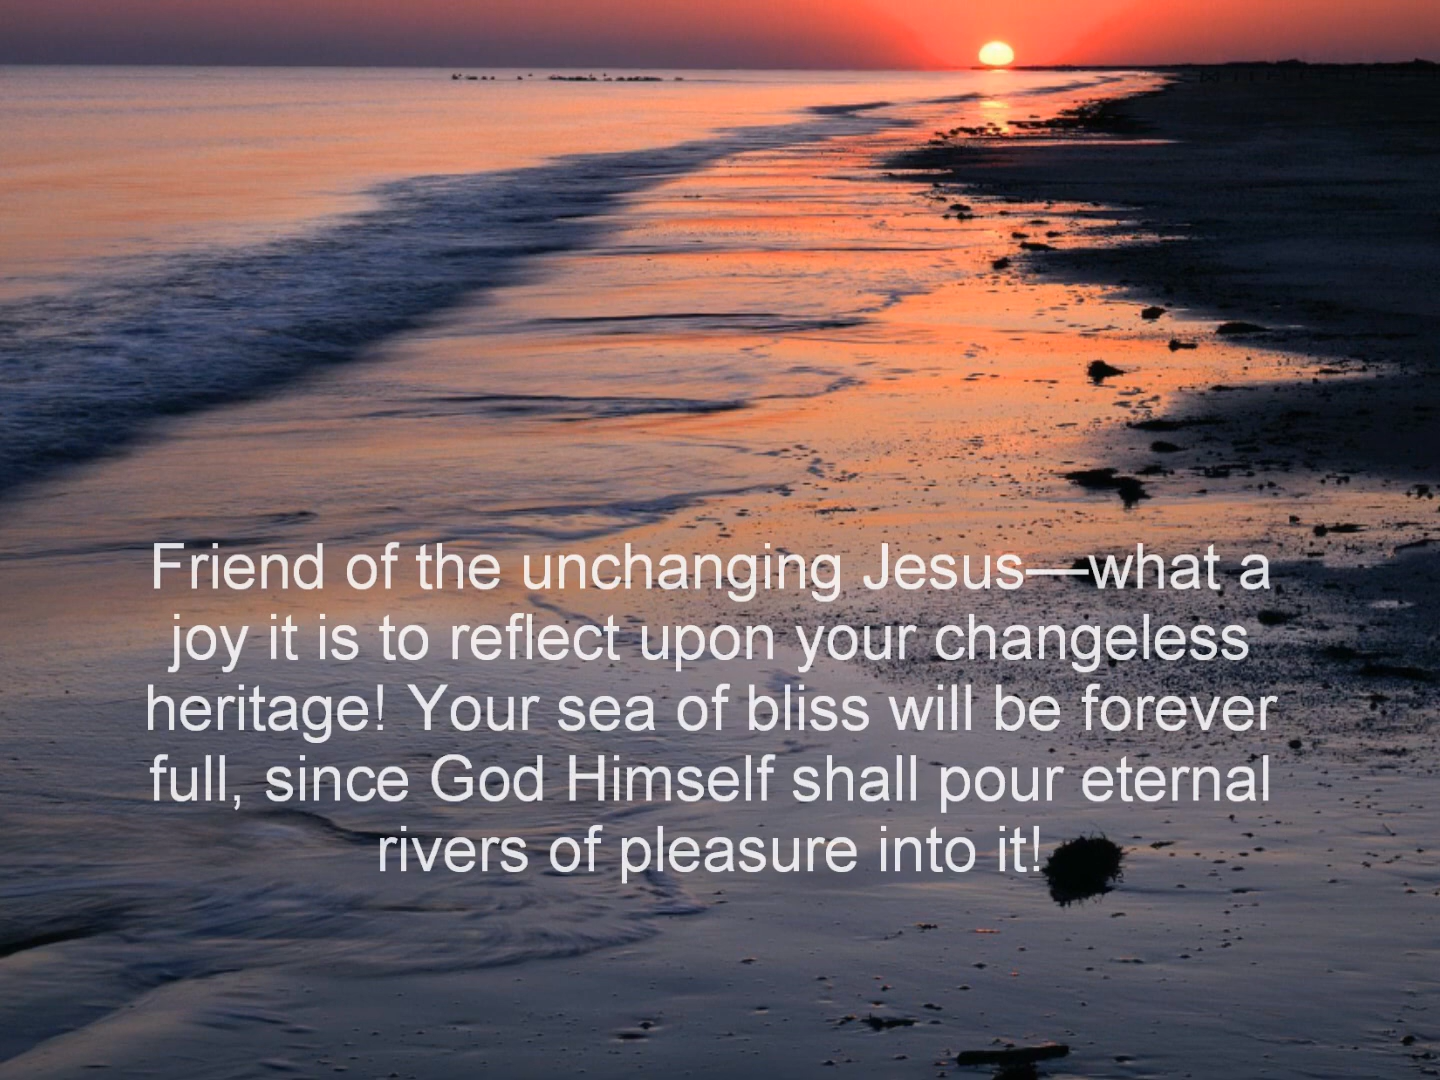 Friend of the unchanging Jesus—what a
joy it is to reflect upon your changeless
heritage! Your sea of bliss will be forever
full, since God Himself shall pour eternal
rivers of pleasure into it!